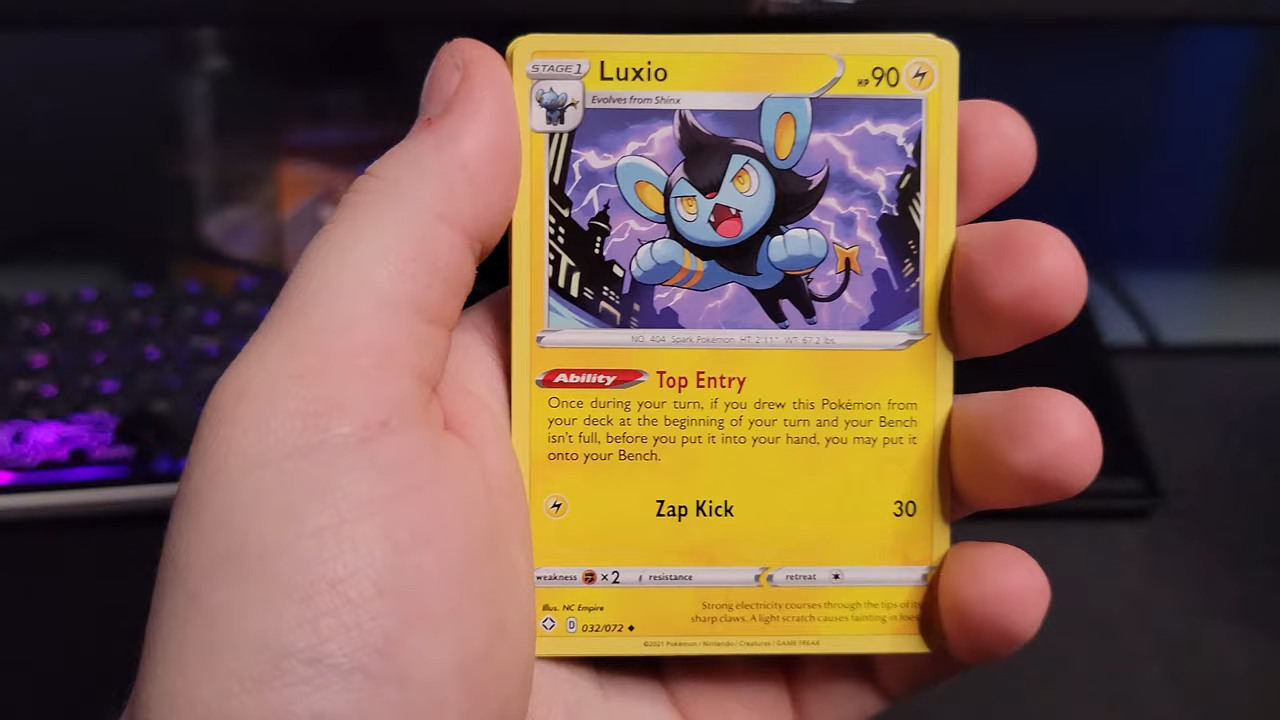 STAGE 1
Luxio
HP 90
Evolves from Shinx
NO. 404 Spark Pokémon HT: 2'11" WT: 67.2 lbs.
Ability Top Entry
Once during your turn, if you drew this Pokémon from
your deck at the beginning of your turn and your Bench
isn't full, before you put it into your hand, you may put it
onto your Bench.
Zap Kick 30
weakness ×2 resistance retreat
Illus. NC Empire
Strong electricity courses through the tips of its
sharp claws. A light scratch causes fainting in foes
D 032/072
©2021 Pokémon / Nintendo / Creatures / GAME FREAK